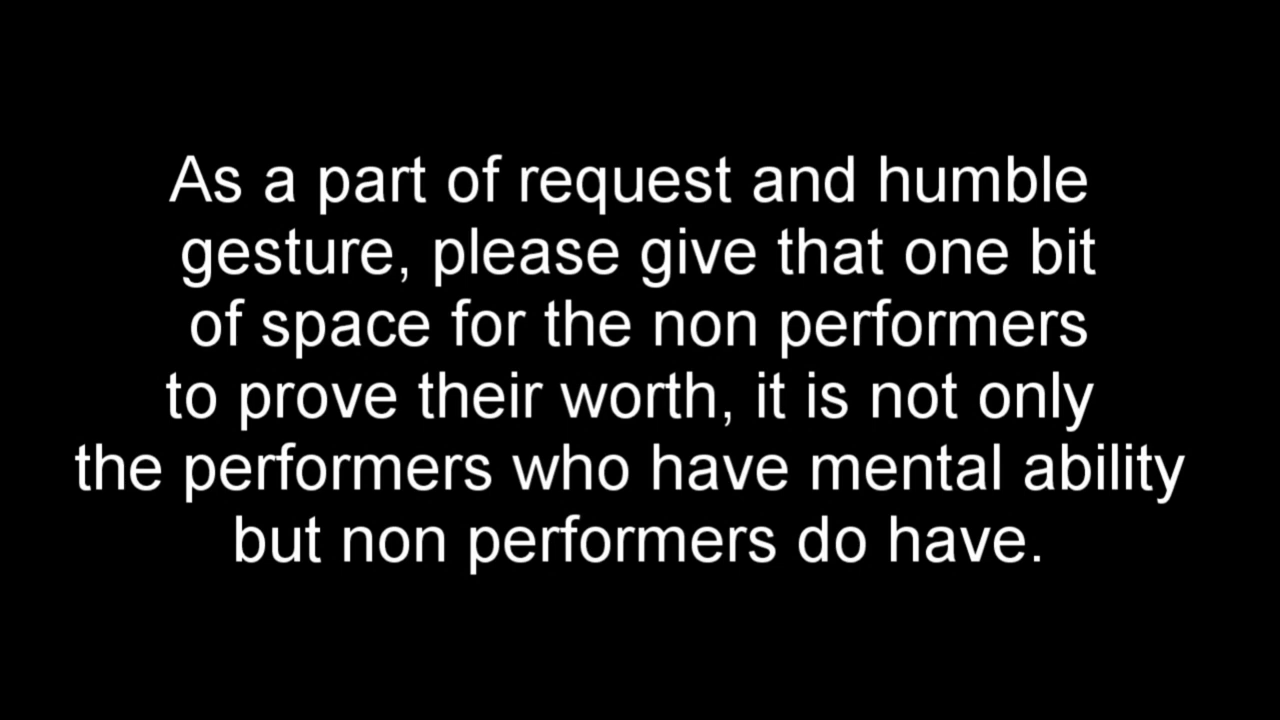 As a part of request and humble
gesture, please give that one bit
of space for the non performers
to prove their worth, it is not only
the performers who have mental ability
but non performers do have.